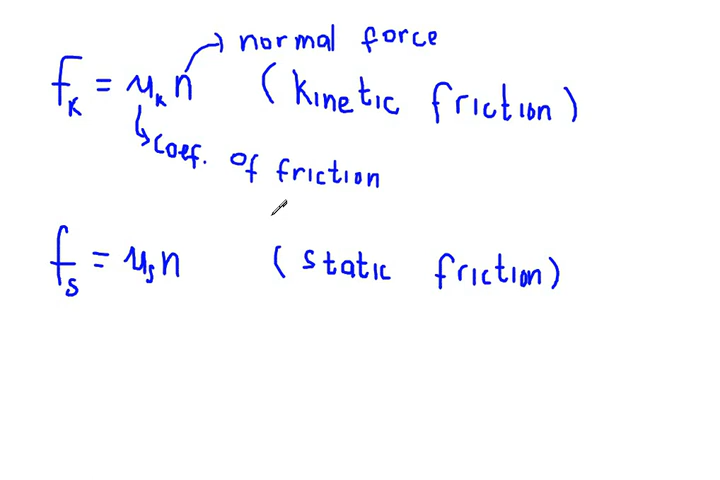 normal force
fk = μk n (kinetic friction)
coef. of friction
fs = μs n (static friction)